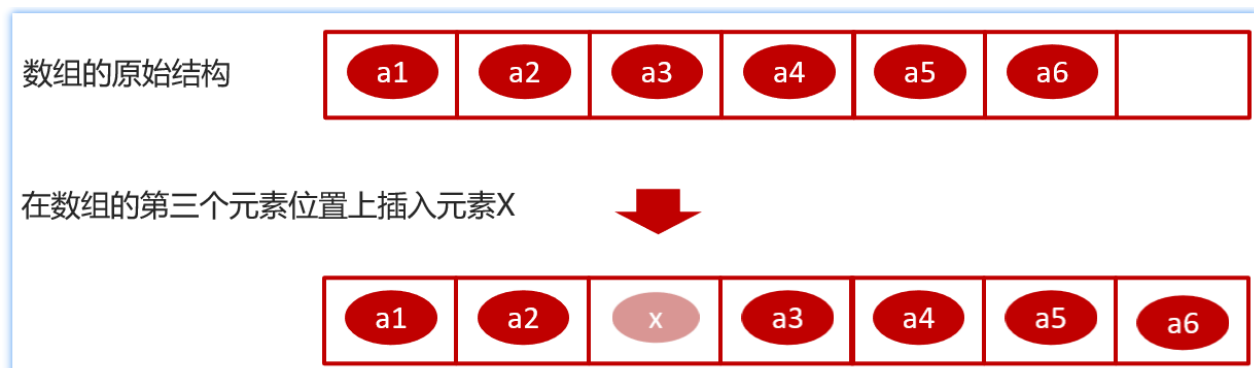 数组的原始结构
a1 a2 a3 a4 a5 a6
在数组的第三个元素位置上插入元素X
a1 a2 x a3 a4 a5 a6